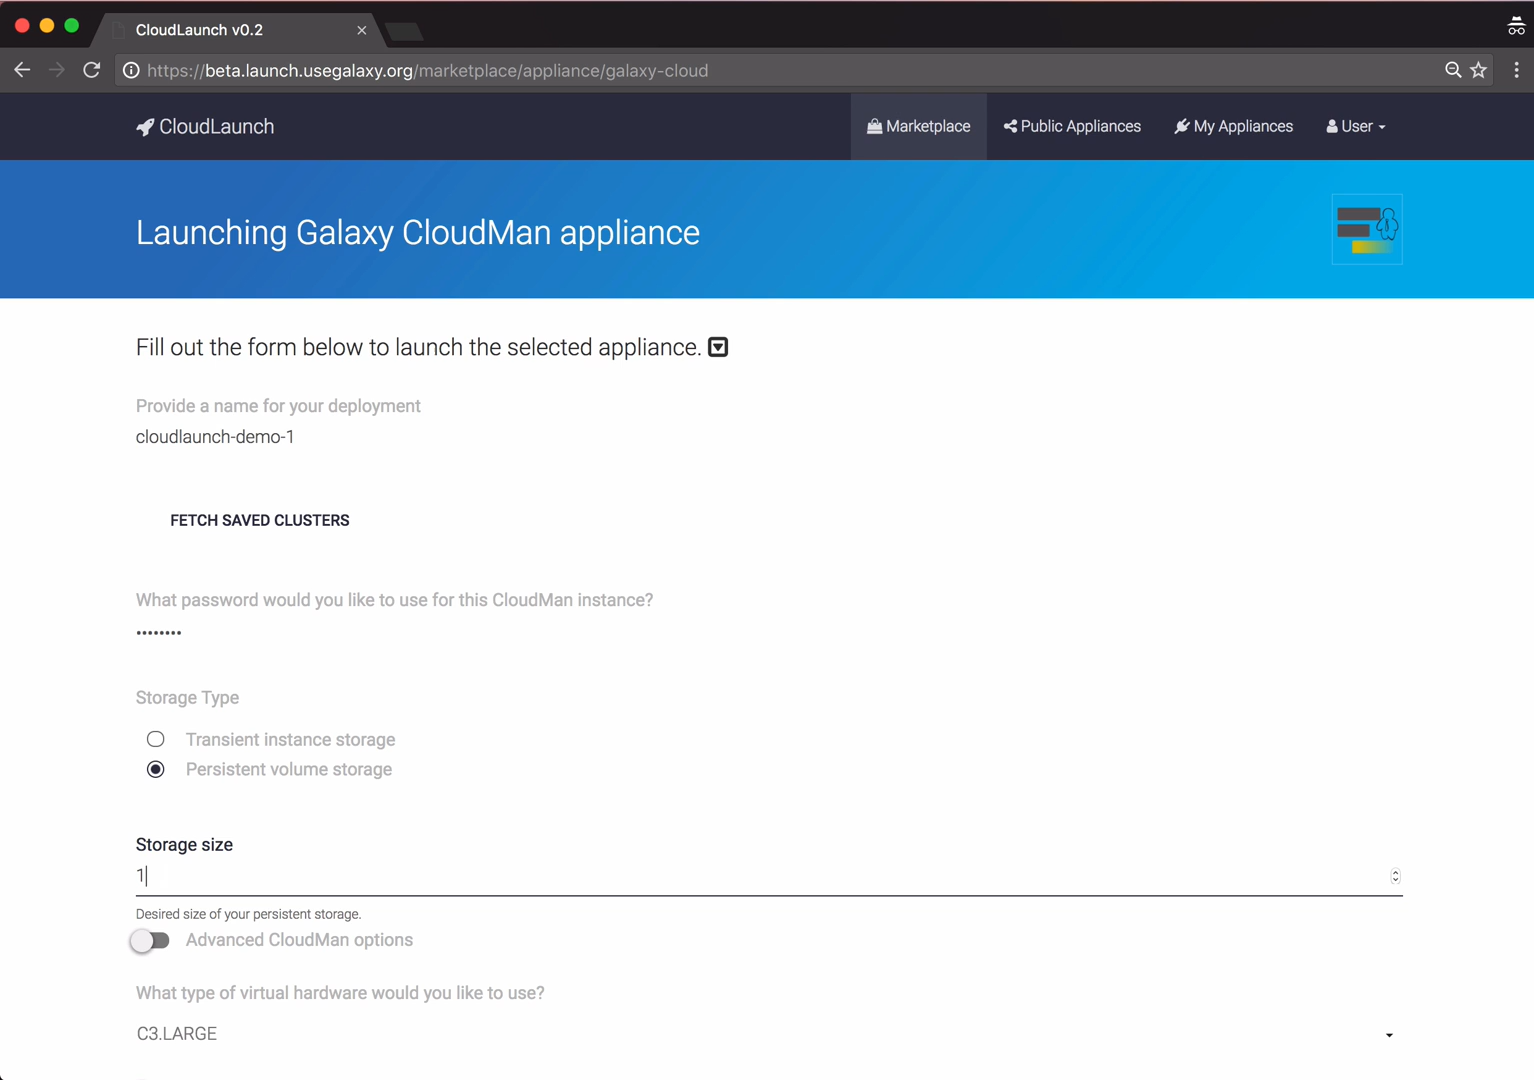 CloudLaunch v0.2
https://beta.launch.usegalaxy.org/marketplace/appliance/galaxy-cloud
CloudLaunch
Marketplace
Public Appliances
My Appliances
User
Launching Galaxy CloudMan appliance
Fill out the form below to launch the selected appliance.
Provide a name for your deployment
cloudlaunch-demo-1
FETCH SAVED CLUSTERS
What password would you like to use for this CloudMan instance?
••••••••
Storage Type
Transient instance storage
Persistent volume storage
Storage size
1
Desired size of your persistent storage.
Advanced CloudMan options
What type of virtual hardware would you like to use?
C3.LARGE